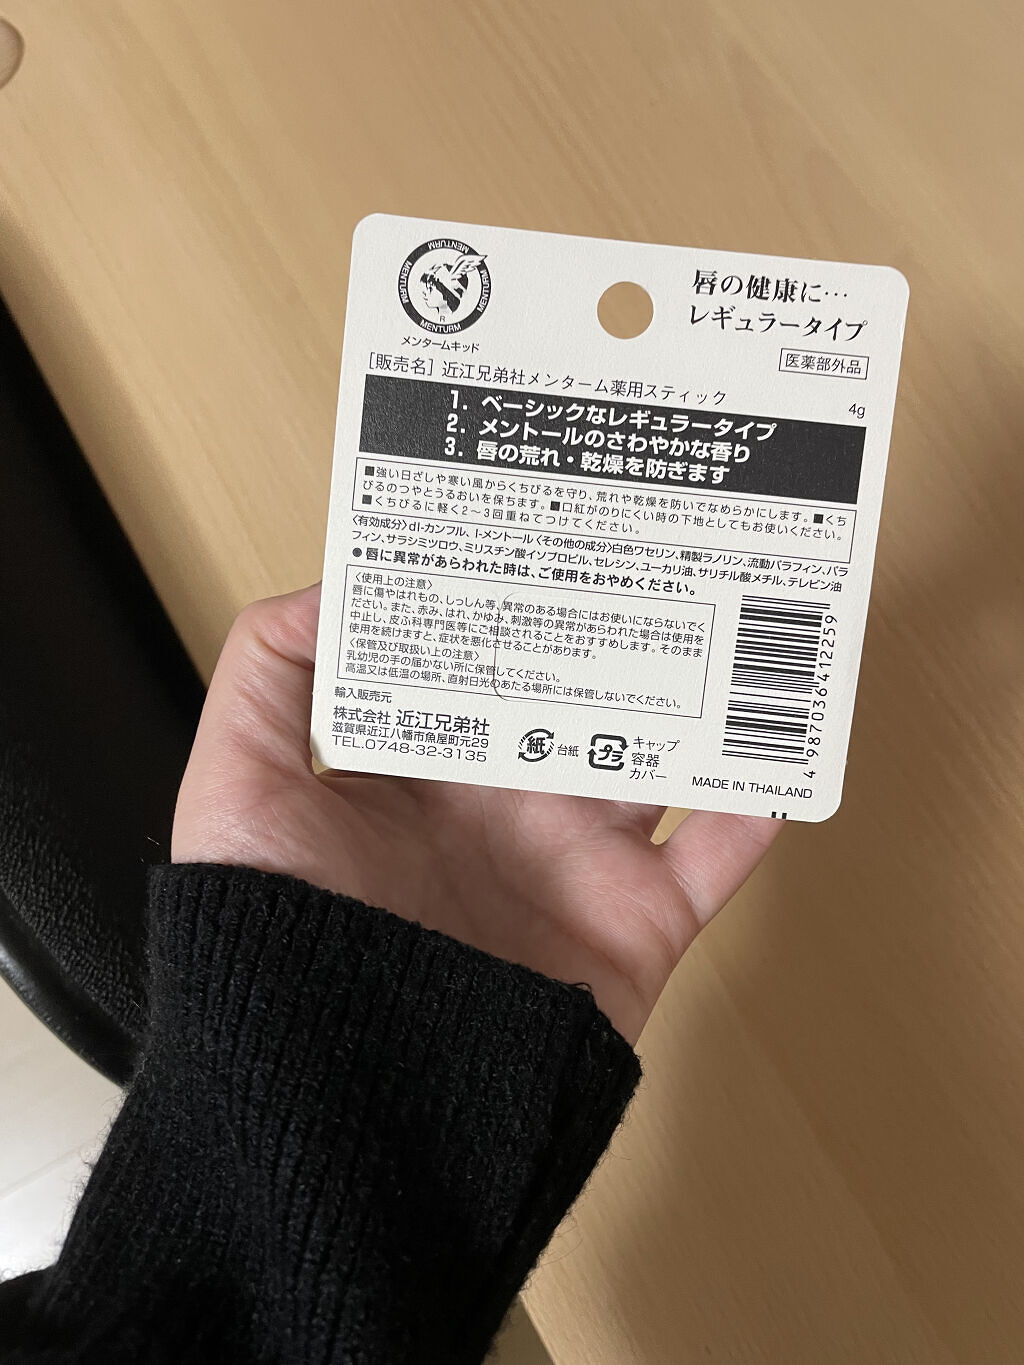 MENTURM MENTURM MENTURM MENTURM
R
メンタームキッド
唇の健康に…
レギュラータイプ
医薬部外品
[販売名] 近江兄弟社メンターム薬用スティック
4g
1. ベーシックなレギュラータイプ
2. メントールのさわやかな香り
3. 唇の荒れ・乾燥を防ぎます
■強い日ざしや寒い風からくちびるを守り、荒れや乾燥を防いでなめらかにします。■くち
びるのつやとうるおいを保ちます。■口紅がのりにくい時の下地としてもお使いください。
■くちびるに軽く2～3回重ねてつけてください。
〈有効成分〉dl-カンフル、l-メントール〈その他の成分〉白色ワセリン、精製ラノリン、流動パラフィン、パラ
フィン、サラシミツロウ、ミリスチン酸イソプロピル、セレシン、ユーカリ油、サリチル酸メチル、テレピン油
●唇に異常があらわれた時は、ご使用をおやめください。
〈使用上の注意〉
唇に傷やはれもの、しっしん等、異常のある場合にはお使いにならないでく
ださい。また、赤み、はれ、かゆみ、刺激等の異常があらわれた場合は使用を
中止し、皮ふ科専門医等にご相談されることをおすすめします。そのまま
使用を続けますと、症状を悪化させることがあります。
〈保管及び取扱い上の注意〉
乳幼児の手の届かない所に保管してください。
高温又は低温の場所、直射日光のあたる場所には保管しないでください。
輸入販売元
株式会社 近江兄弟社
滋賀県近江八幡市魚屋町元29
TEL.0748-32-3135
紙 台紙
プラ キャップ
容器
カバー
4 987036 412259
MADE IN THAILAND